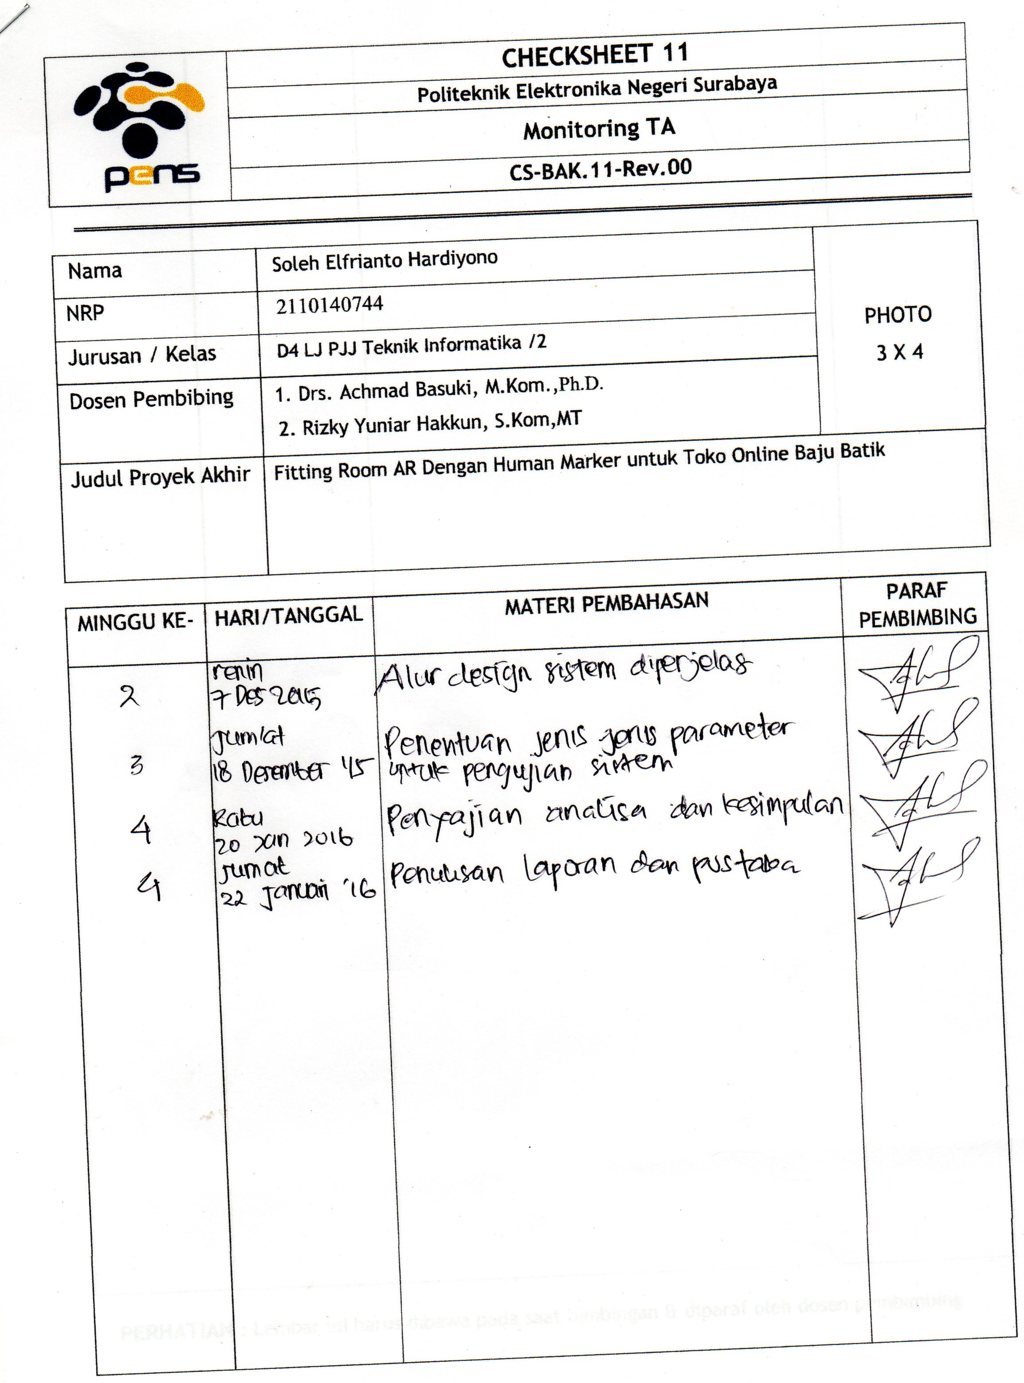 pens
CHECKSHEET 11
Politeknik Elektronika Negeri Surabaya
Monitoring TA
CS-BAK.11-Rev.00
Nama
Soleh Elfrianto Hardiyono
NRP
2110140744
Jurusan / Kelas
D4 LJ PJJ Teknik Informatika /2
Dosen Pembibing
1. Drs. Achmad Basuki, M.Kom.,Ph.D.
2. Rizky Yuniar Hakkun, S.Kom,MT
PHOTO
3 X 4
Judul Proyek Akhir
Fitting Room AR Dengan Human Marker untuk Toko Online Baju Batik
MINGGU KE-
HARI/TANGGAL
MATERI PEMBAHASAN
PARAF
PEMBIMBING
2
7 Des 2015
Alur design sistem diperjelas
3
Jum'at
18 Desember '15
Penentuan jenis jenis parameter
untuk pengujian sistem
4
Rabu
20 Jan 2016
Penyajian analisa dan kesimpulan
4
Jumat
22 Januari '16
Penulisan laporan dan pustaka
PERHATIAN : Lembar ini harus dibawa pada saat bimbingan & diparaf oleh dosen pembimbing